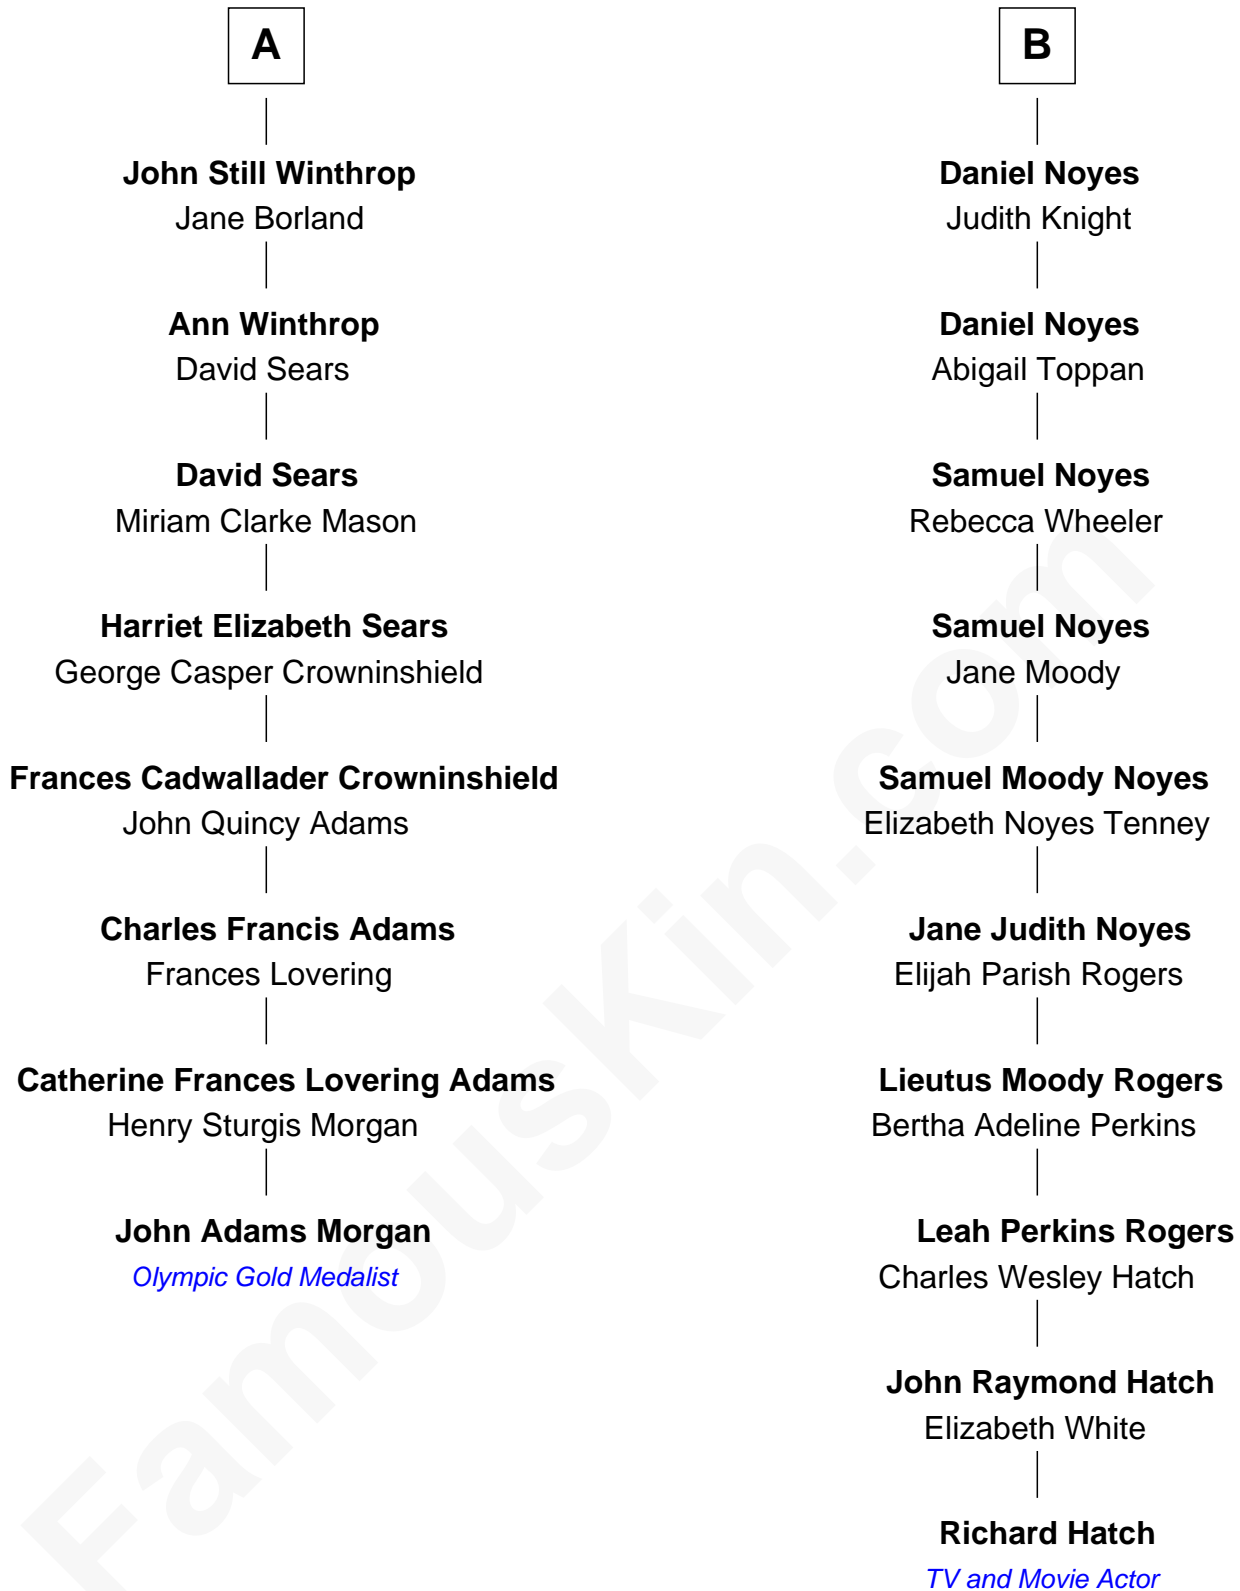 A
John Still Winthrop
Jane Borland
Ann Winthrop
David Sears
David Sears
Miriam Clarke Mason
Harriet Elizabeth Sears
George Casper Crowninshield
Frances Cadwallader Crowninshield
John Quincy Adams
Charles Francis Adams
Frances Lovering
Catherine Frances Lovering Adams
Henry Sturgis Morgan
John Adams Morgan
Olympic Gold Medalist
B
Daniel Noyes
Judith Knight
Daniel Noyes
Abigail Toppan
Samuel Noyes
Rebecca Wheeler
Samuel Noyes
Jane Moody
Samuel Moody Noyes
Elizabeth Noyes Tenney
Jane Judith Noyes
Elijah Parish Rogers
Lieutus Moody Rogers
Bertha Adeline Perkins
Leah Perkins Rogers
Charles Wesley Hatch
John Raymond Hatch
Elizabeth White
Richard Hatch
TV and Movie Actor
FamousKin.com